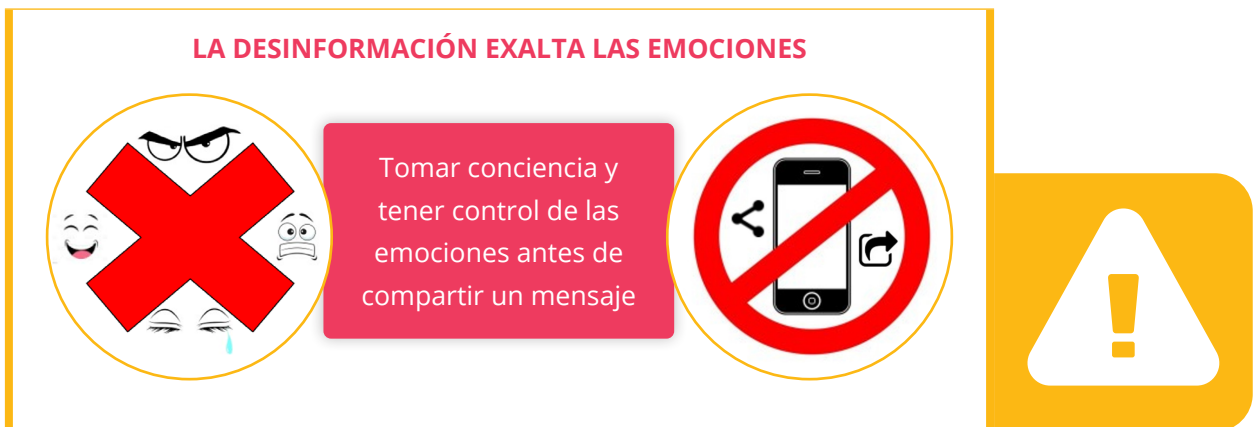 LA DESINFORMACIÓN EXALTA LAS EMOCIONES
Tomar conciencia y
tener control de las
emociones antes de
compartir un mensaje